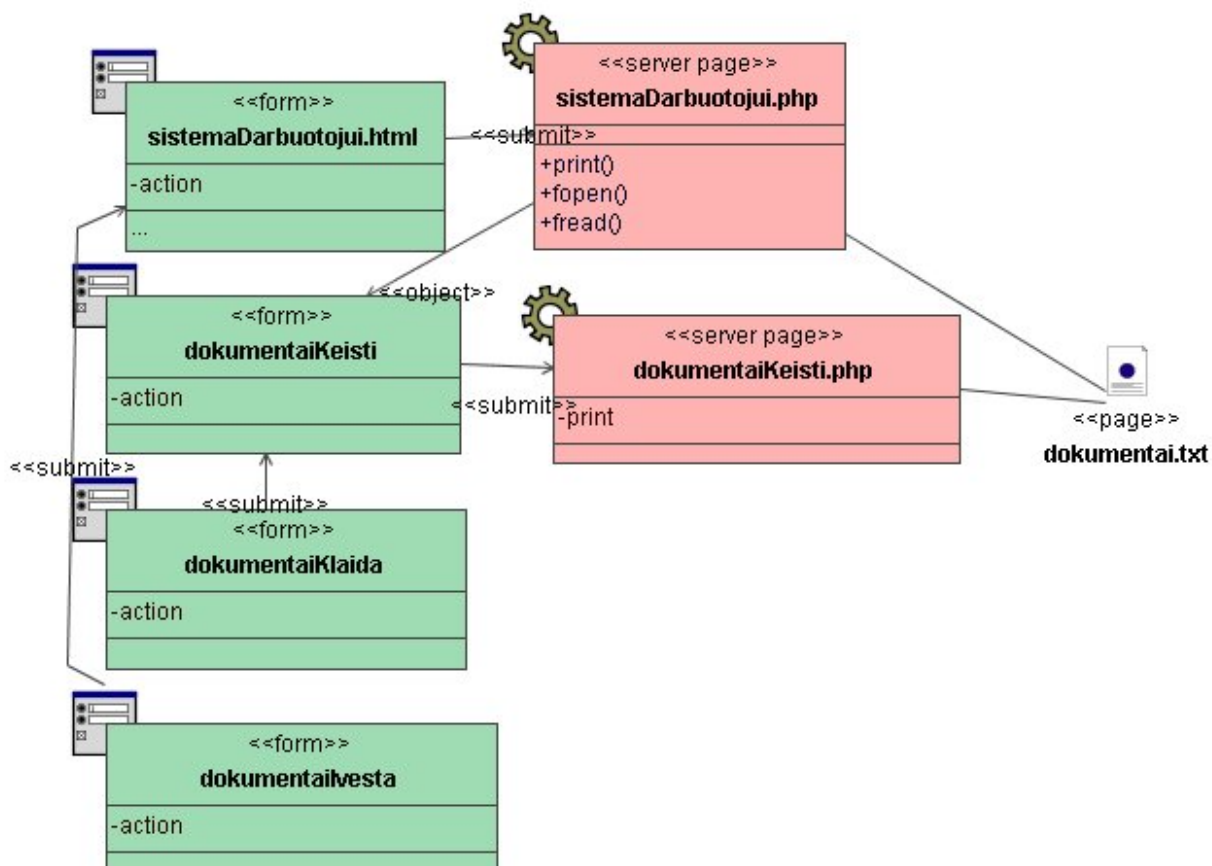 <<form>>
sistemaDarbuotojui.html
-action
...
<<submit>>
<<server page>>
sistemaDarbuotojui.php
+print()
+fopen()
+fread()
<<object>>
<<form>>
dokumentaiKeisti
-action
<<submit>>
<<server page>>
dokumentaiKeisti.php
-print
<<page>>
dokumentai.txt
<<submit>>
<<submit>>
<<form>>
dokumentaiKlaida
-action
<<form>>
dokumentaiIvesta
-action